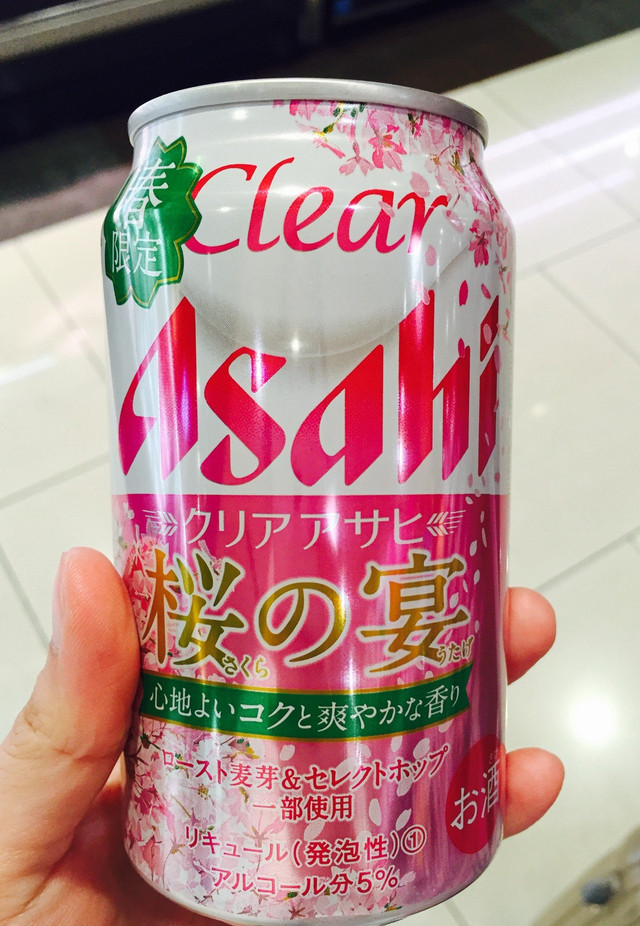 春
限定
Clear
Asahi
クリアアサヒ
桜の宴
さくら うたげ
心地よいコクと爽やかな香り
ロースト麦芽&セレクトホップ
一部使用
お酒
リキュール(発泡性)①
アルコール分5%